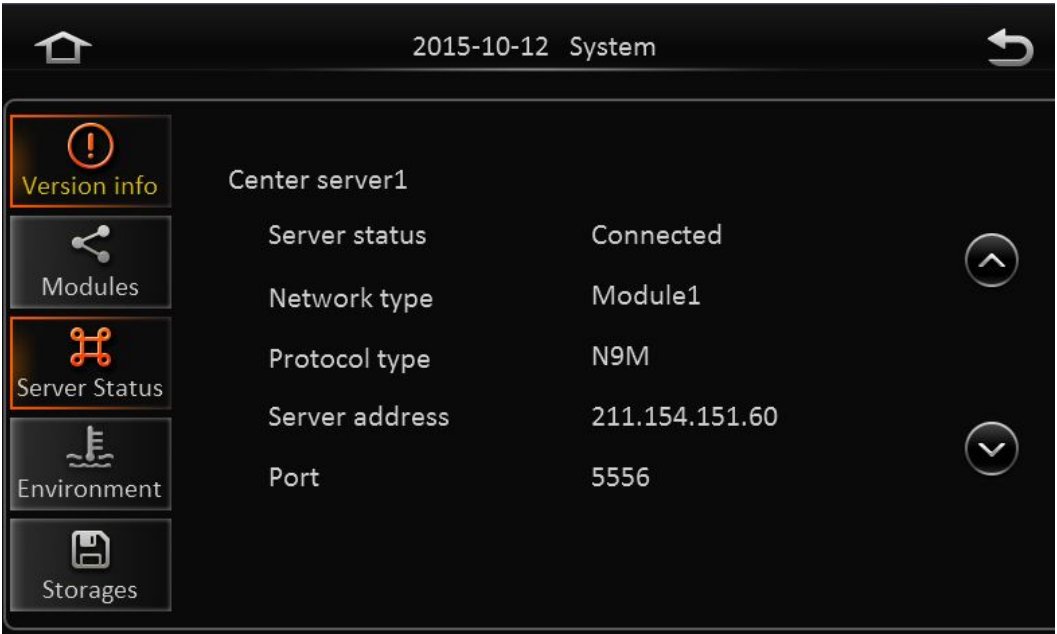 2015-10-12 System
Version info
Modules
Server Status
Environment
Storages
Center server1
Server status Connected
Network type Module1
Protocol type N9M
Server address 211.154.151.60
Port 5556